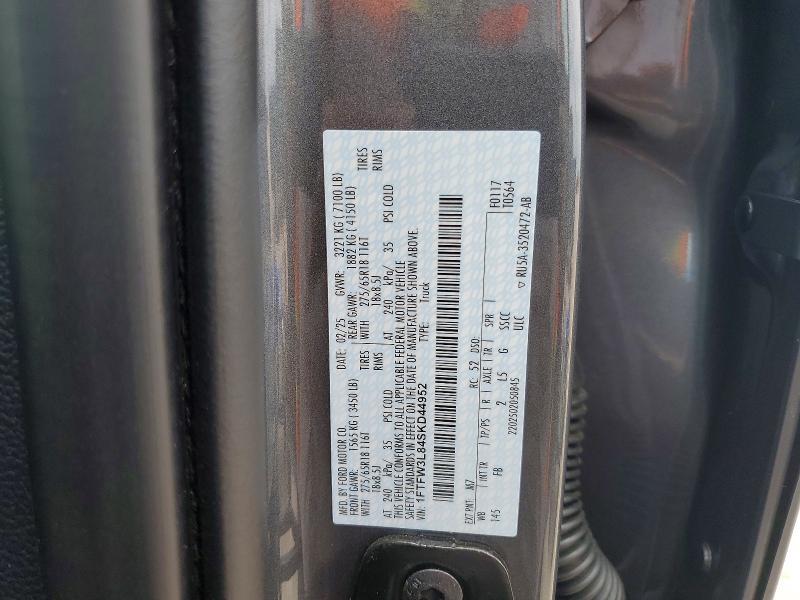 MFD. BY FORD MOTOR CO.
DATE: 02/25 GVWR: 3221 KG ( 7100 LB)
FRONT GAWR: 1565 KG ( 3450 LB) REAR GAWR: 1882 KG ( 4150 LB)
WITH 275/65R18 116T TIRES WITH 275/65R18 116T TIRES
18x8.5J RIMS 18x8.5J RIMS
AT 240 kPa/ 35 PSI COLD AT 240 kPa/ 35 PSI COLD
THIS VEHICLE CONFORMS TO ALL APPLICABLE FEDERAL MOTOR VEHICLE
SAFETY STANDARDS IN EFFECT ON THE DATE OF MANUFACTURE SHOWN ABOVE.
VIN: 1FTFW3L84SKD44952
TYPE: Truck
F0117
T0564
EXT PNT: M7 RC: 52 DSO:
WB INT TR TP/PS R AXLE TR SPR
145 FB 2 L5 G SSCC
ULC
2202502050845 ▽ RU5A-3520472-AB